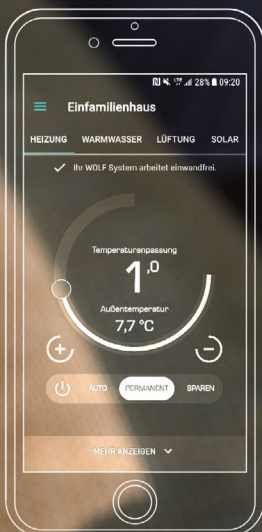 28% 09:20
Einfamilienhaus
HEIZUNG WARMWASSER LÜFTUNG SOLAR
Ihr WOLF System arbeitet einwandfrei.
Temperaturanpassung
1,0
Außentemperatur
7,7 °C
+ −
AUTO PERMANENT SPAREN
MEHR ANZEIGEN